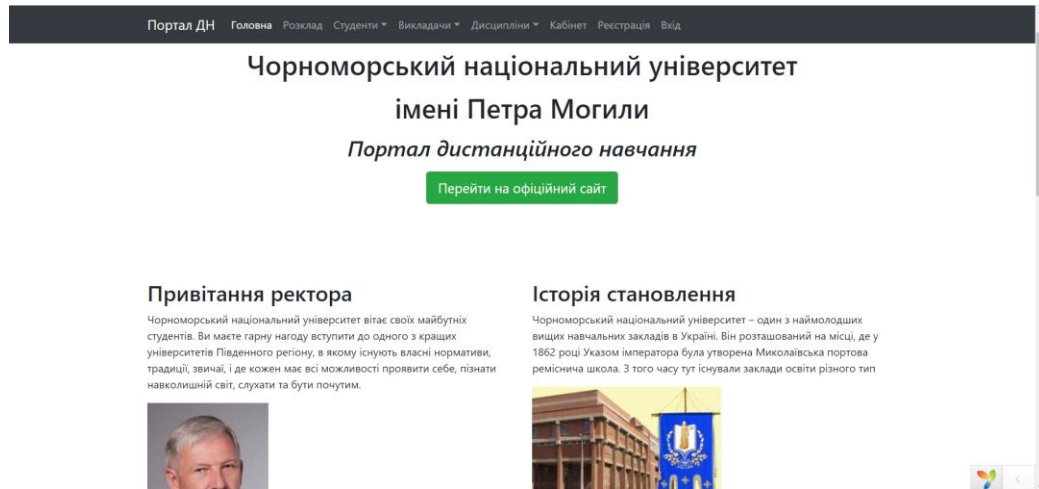 Портал ДН Головна Розклад Студенти Викладачи Дисципліни Кабінет Реєстрація Вхід
Чорноморський національний університет
імені Петра Могили
Портал дистанційного навчання
Перейти на офіційний сайт
Привітання ректора
Чорноморський національний університет вітає своїх майбутніх
студентів. Ви маєте гарну нагоду вступити до одного з кращих
університетів Південного регіону, в якому існують власні нормативи,
традиції, звичаї, і де кожен має всі можливості проявити себе, пізнати
навколишній світ, слухати та бути почутим.
Історія становлення
Чорноморський національний університет – один з наймолодших
вищих навчальних закладів в Україні. Він розташований на місці, де у
1862 році Указом імператора була утворена Миколаївська портова
реміснича школа. З того часу тут існували заклади освіти різного тип